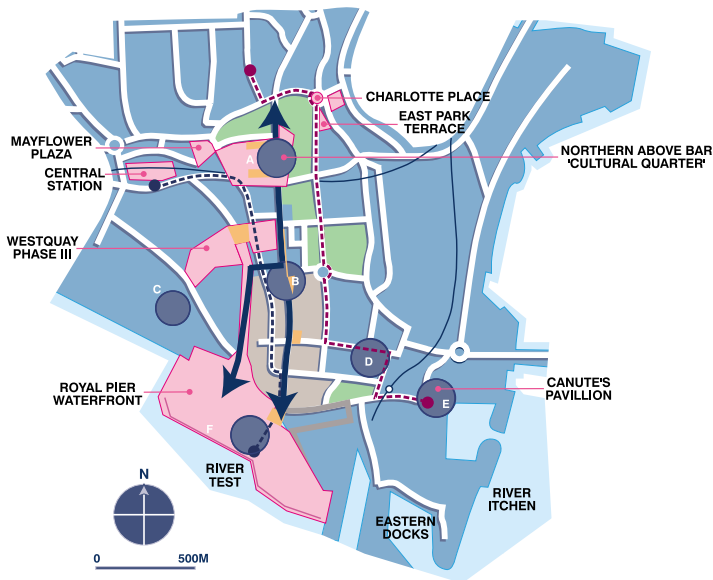 CHARLOTTE PLACE
EAST PARK
TERRACE
MAYFLOWER
PLAZA
A
NORTHERN ABOVE BAR
'CULTURAL QUARTER'
CENTRAL
STATION
WESTQUAY
PHASE III
C
B
D
ROYAL PIER
WATERFRONT
CANUTE'S
PAVILION
E
F
RIVER
TEST
N
RIVER
ITCHEN
EASTERN
DOCKS
0
500M